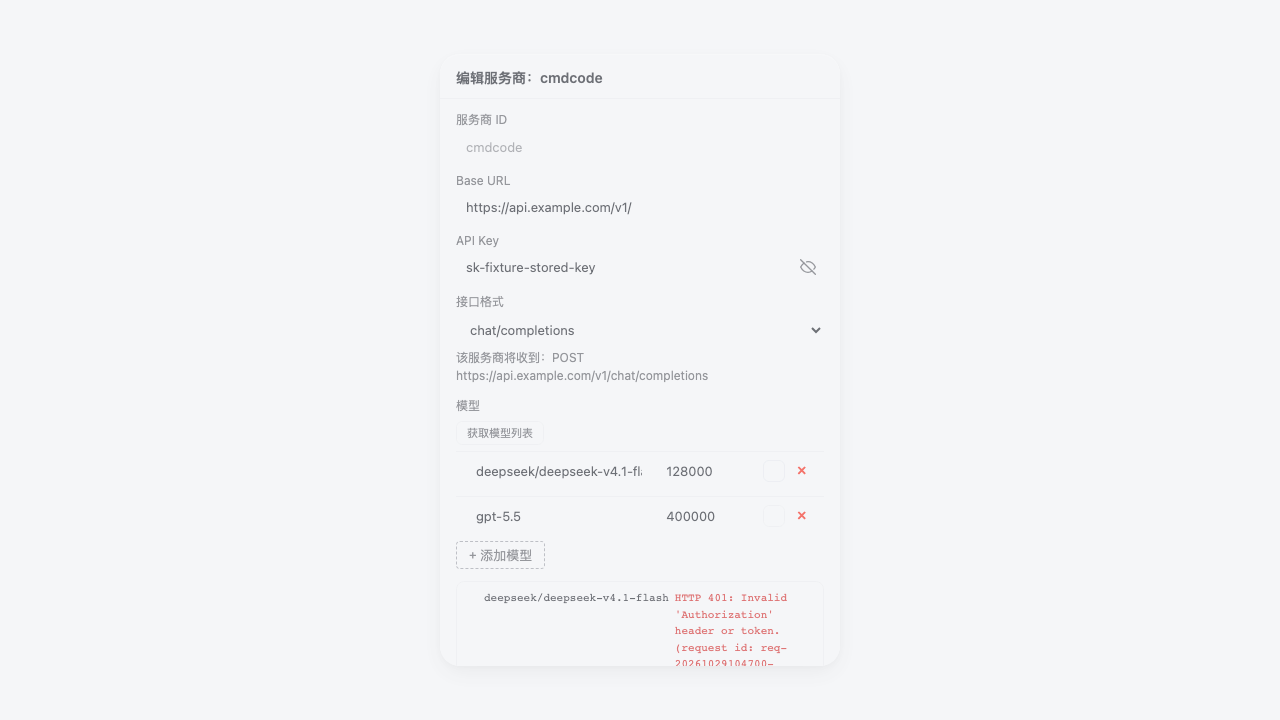 编辑服务商：cmdcode
服务商 ID
cmdcode
Base URL
https://api.example.com/v1/
API Key
sk-fixture-stored-key
接口格式
chat/completions
该服务商将收到：POST
https://api.example.com/v1/chat/completions
模型
获取模型列表
deepseek/deepseek-v4.1-fl 128000 ×
gpt-5.5 400000 ×
+ 添加模型
deepseek/deepseek-v4.1-flash HTTP 401: Invalid
'Authorization'
header or token.
(request id: req-
20261029104700-